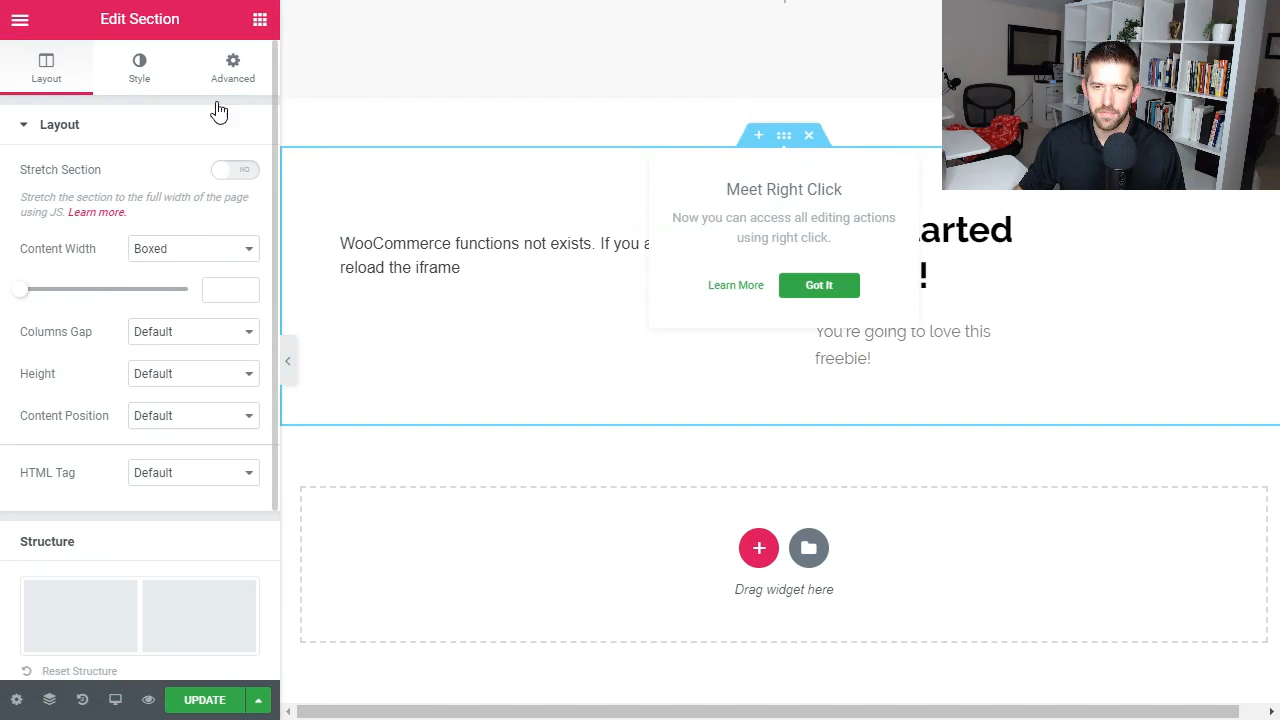 Edit Section
Layout
Style
Advanced
Layout
Stretch Section
NO
Stretch the section to the full width of the page
using JS. Learn more.
Content Width
Boxed
Columns Gap
Default
Height
Default
Content Position
Default
HTML Tag
Default
Structure
Reset Structure
UPDATE
WooCommerce functions not exists. If you a
reload the iframe
Meet Right Click
Now you can access all editing actions
using right click.
Learn More
Got It
arted
!
You're going to love this
freebie!
Drag widget here